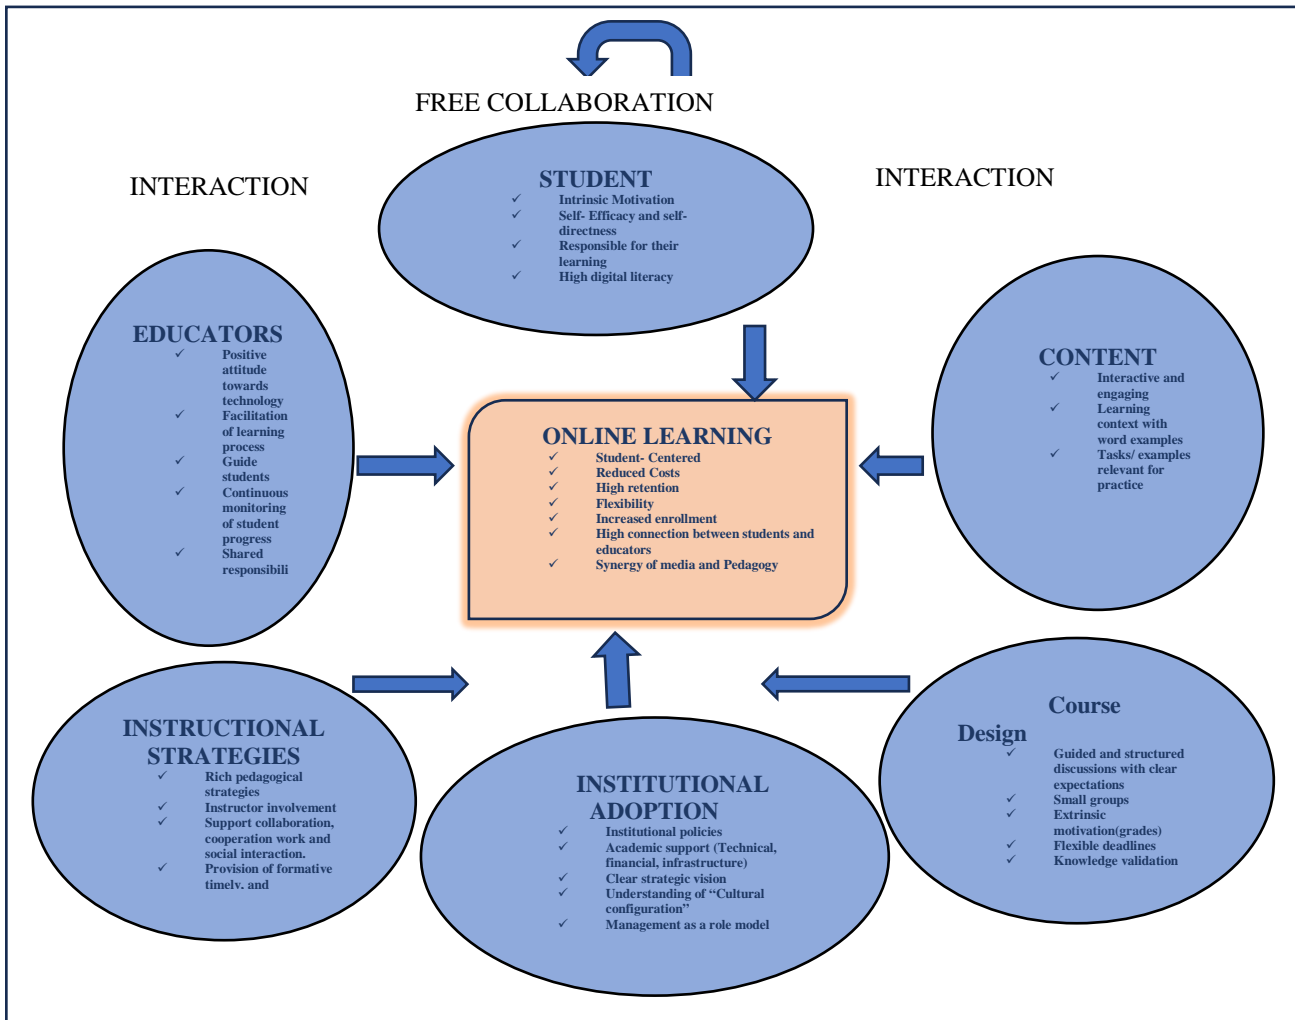 FREE COLLABORATION
INTERACTION
INTERACTION
STUDENT
✓ Intrinsic Motivation
✓ Self- Efficacy and self-
directness
✓ Responsible for their
learning
✓ High digital literacy
EDUCATORS
✓ Positive
attitude
towards
technology
✓ Facilitation
of learning
process
✓ Guide
students
✓ Continuous
monitoring
of student
progress
✓ Shared
responsibili
CONTENT
✓ Interactive and
engaging
✓ Learning
context with
word examples
✓ Tasks/ examples
relevant for
practice
ONLINE LEARNING
✓ Student- Centered
✓ Reduced Costs
✓ High retention
✓ Flexibility
✓ Increased enrollment
✓ High connection between students and
educators
✓ Synergy of media and Pedagogy
INSTRUCTIONAL
STRATEGIES
✓ Rich pedagogical
strategies
✓ Instructor involvement
✓ Support collaboration,
cooperation work and
social interaction.
✓ Provision of formative
timely, and
INSTITUTIONAL
ADOPTION
✓ Institutional policies
✓ Academic support (Technical,
financial, infrastructure)
✓ Clear strategic vision
✓ Understanding of “Cultural
configuration”
✓ Management as a role model
Course
Design
✓ Guided and structured
discussions with clear
expectations
✓ Small groups
✓ Extrinsic
motivation(grades)
✓ Flexible deadlines
✓ Knowledge validation